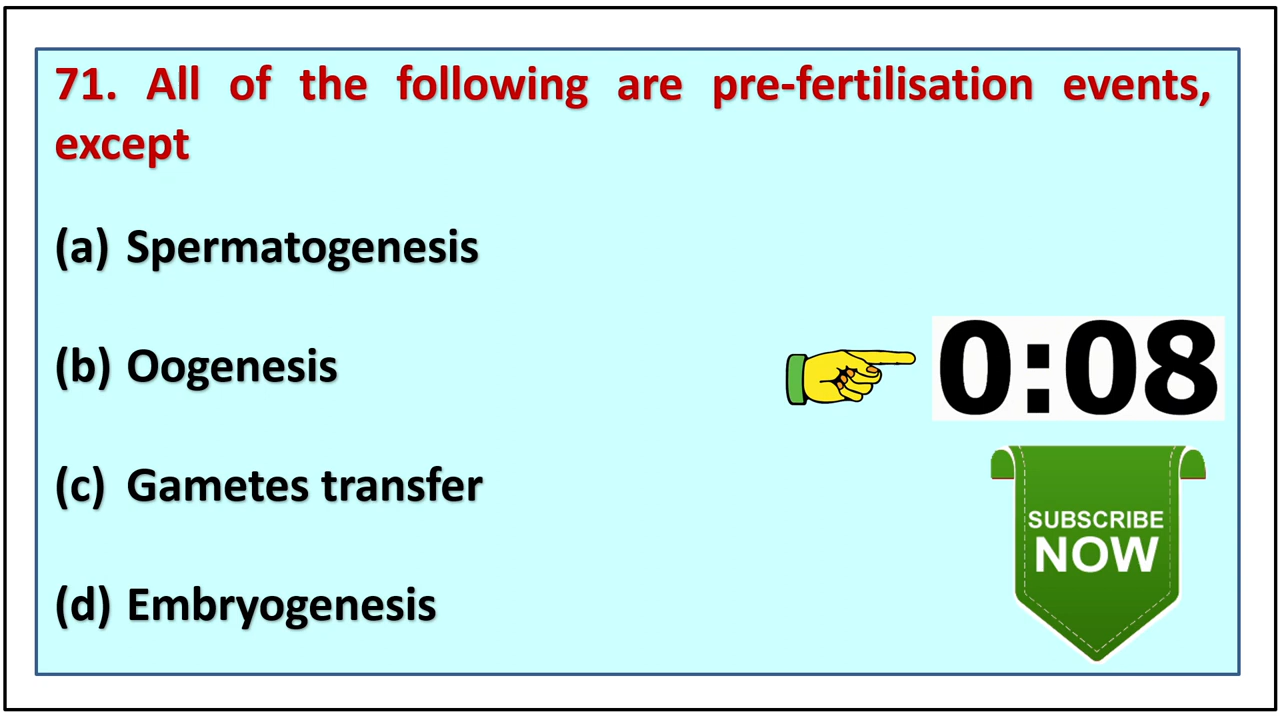 71. All of the following are pre-fertilisation events,
except
(a) Spermatogenesis
(b) Oogenesis
0:08
(c) Gametes transfer
SUBSCRIBE
NOW
(d) Embryogenesis